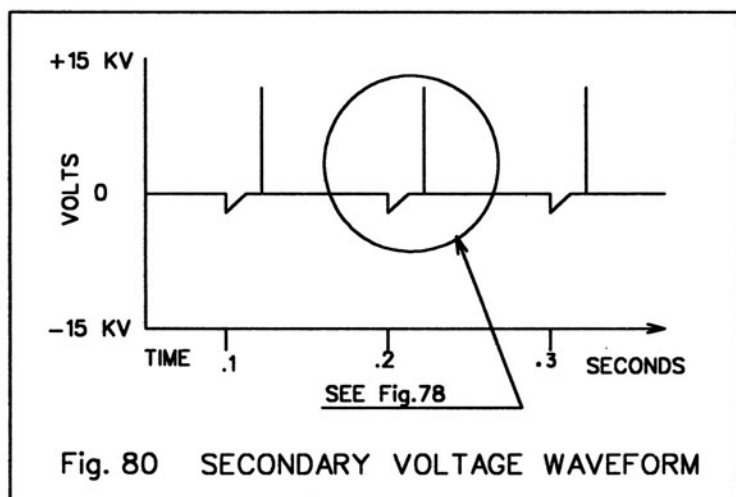 +15 KV
VOLTS
0
-15 KV
TIME .1 .2 .3 SECONDS
SEE Fig.78
Fig. 80 SECONDARY VOLTAGE WAVEFORM